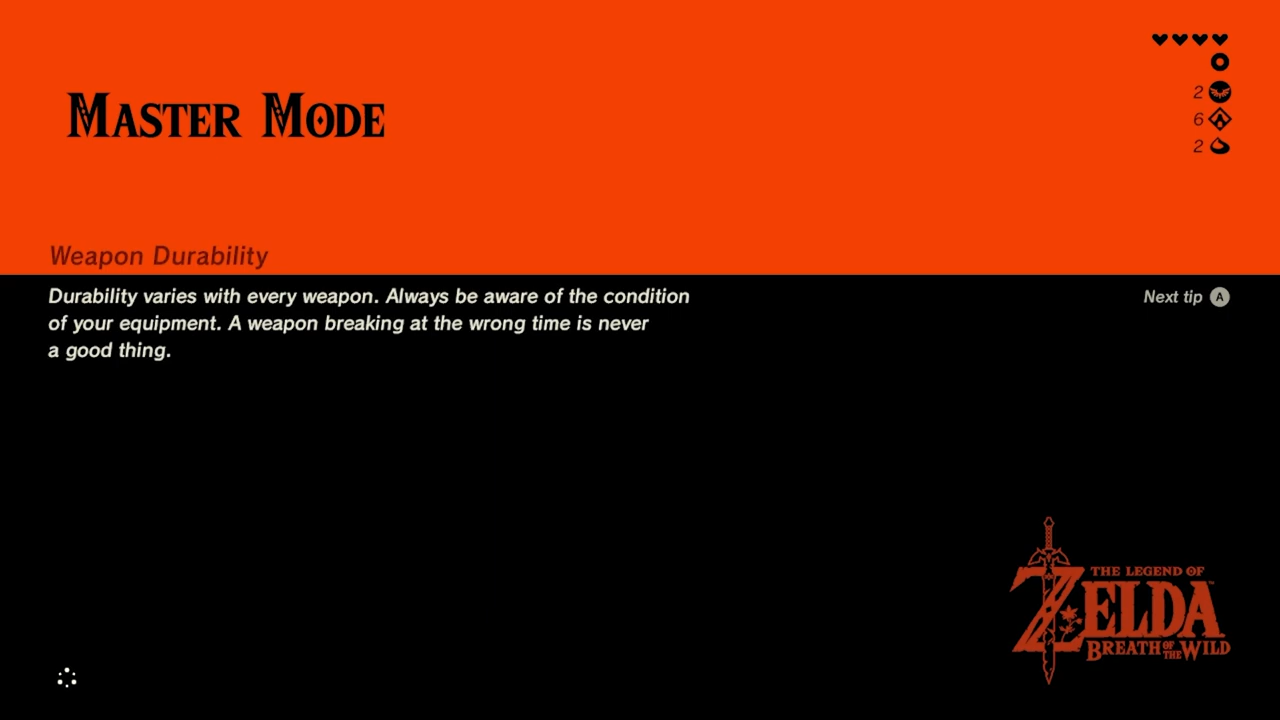 Master Mode
2
6
2
Weapon Durability
Durability varies with every weapon. Always be aware of the condition
of your equipment. A weapon breaking at the wrong time is never
a good thing.
Next tip A
THE LEGEND OF
ZELDA™
BREATH OF THE WILD